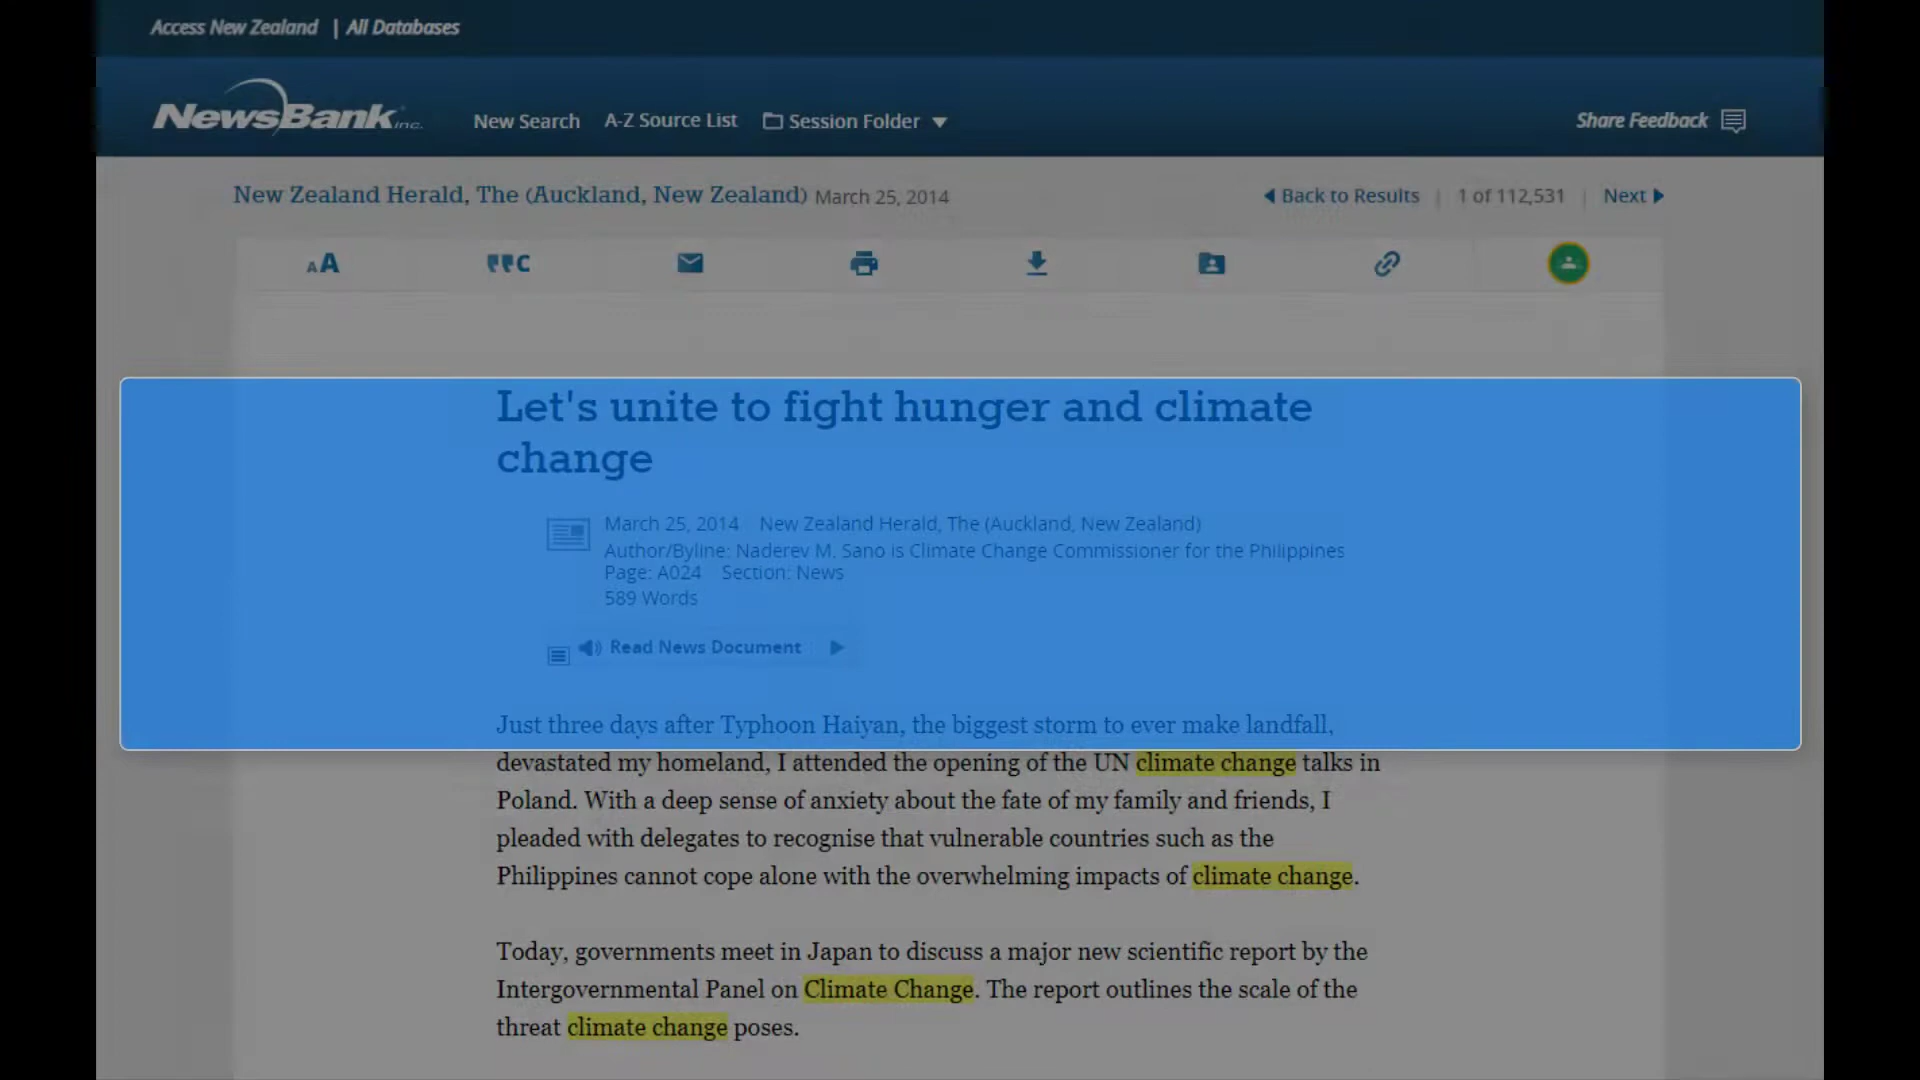 Access New Zealand | All Databases
NewsBank inc. New Search A-Z Source List Session Folder Share Feedback
New Zealand Herald, The (Auckland, New Zealand) March 25, 2014 Back to Results | 1 of 112,531 | Next
AA C
Let's unite to fight hunger and climate
change
March 25, 2014 New Zealand Herald, The (Auckland, New Zealand)
Author/Byline: Naderev M. Sano is Climate Change Commissioner for the Philippines
Page: A024 Section: News
589 Words
Read News Document
Just three days after Typhoon Haiyan, the biggest storm to ever make landfall,
devastated my homeland, I attended the opening of the UN climate change talks in
Poland. With a deep sense of anxiety about the fate of my family and friends, I
pleaded with delegates to recognise that vulnerable countries such as the
Philippines cannot cope alone with the overwhelming impacts of climate change.
Today, governments meet in Japan to discuss a major new scientific report by the
Intergovernmental Panel on Climate Change. The report outlines the scale of the
threat climate change poses.